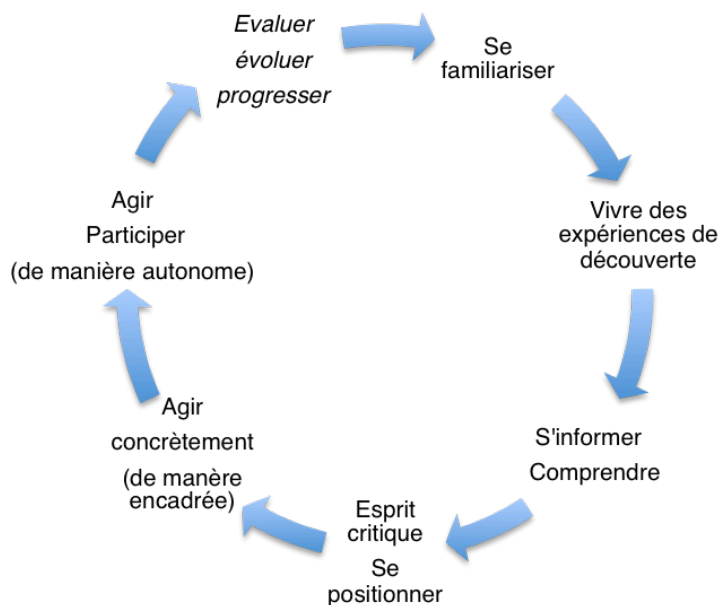 Evaluer
évoluer
progresser
Se
familiariser
Vivre des
expériences de
découverte
S'informer
Comprendre
Esprit
critique
Se
positionner
Agir
concrètement
(de manère
encadrée)
Agir
Participer
(de manière autonome)